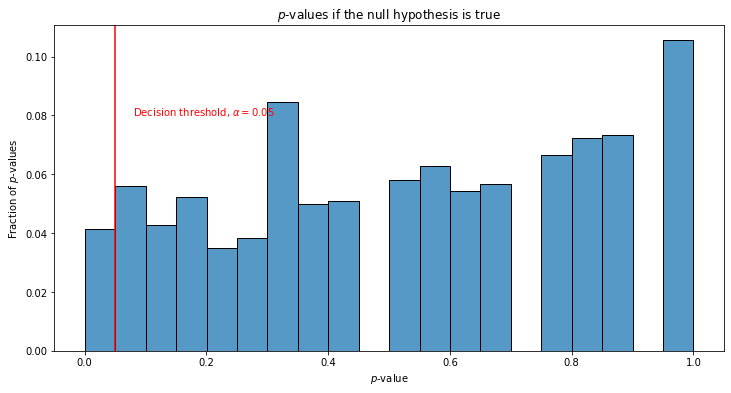 p-values if the null hypothesis is true
0.10
0.08
0.06
0.04
0.02
0.00
Fraction of p-values
Decision threshold, α = 0.05
0.0 0.2 0.4 0.6 0.8 1.0
p-value